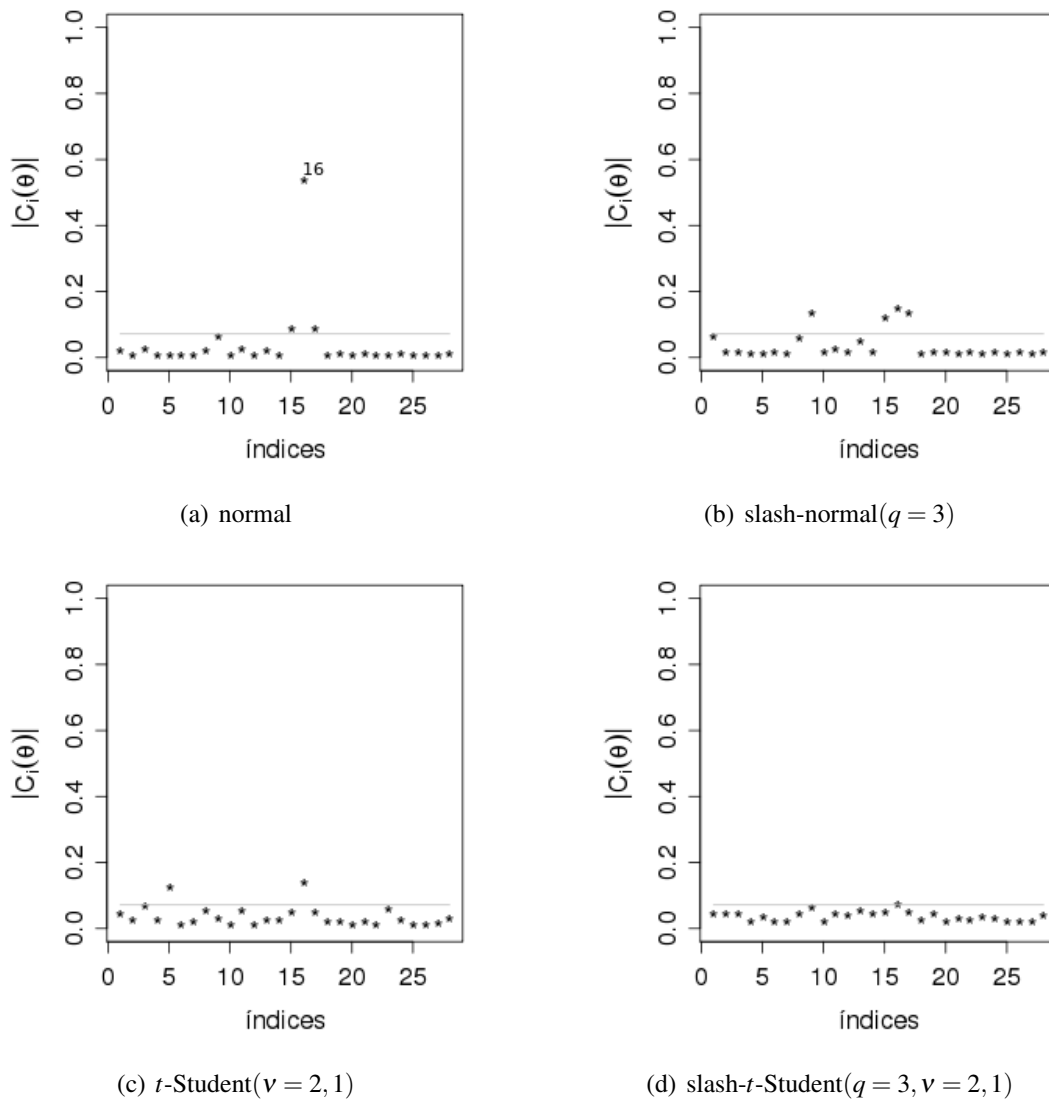 |C_i(θ)|
1.0
0.8
0.6
0.4
0.2
0.0
16
0 5 10 15 20 25
índices
(a) normal
|C_i(θ)|
1.0
0.8
0.6
0.4
0.2
0.0
0 5 10 15 20 25
índices
(b) slash-normal(q = 3)
|C_i(θ)|
1.0
0.8
0.6
0.4
0.2
0.0
0 5 10 15 20 25
índices
(c) t-Student(ν = 2,1)
|C_i(θ)|
1.0
0.8
0.6
0.4
0.2
0.0
0 5 10 15 20 25
índices
(d) slash-t-Student(q = 3, ν = 2,1)